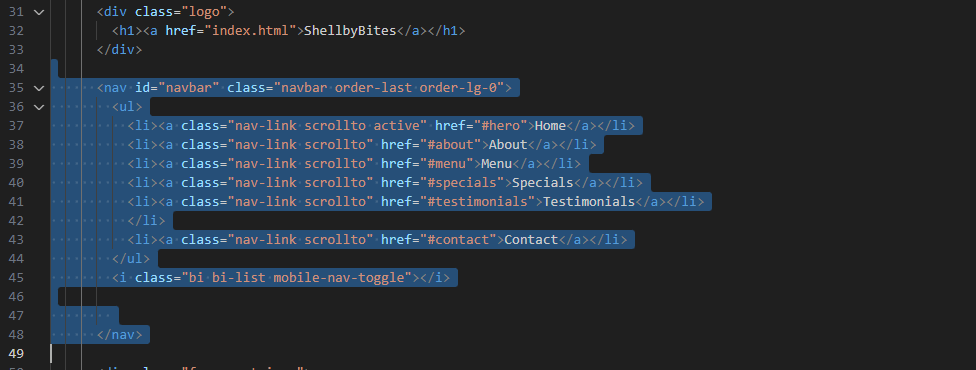 31 <div class="logo">
32 <h1><a href="index.html">ShellbyBites</a></h1>
33 </div>
34
35 <nav id="navbar" class="navbar order-last order-lg-0">
36 <ul>
37 <li><a class="nav-link scrollto active" href="#hero">Home</a></li>
38 <li><a class="nav-link scrollto" href="#about">About</a></li>
39 <li><a class="nav-link scrollto" href="#menu">Menu</a></li>
40 <li><a class="nav-link scrollto" href="#specials">Specials</a></li>
41 <li><a class="nav-link scrollto" href="#testimonials">Testimonials</a></li>
42 </li>
43 <li><a class="nav-link scrollto" href="#contact">Contact</a></li>
44 </ul>
45 <i class="bi bi-list mobile-nav-toggle"></i>
46
47
48 </nav>
49